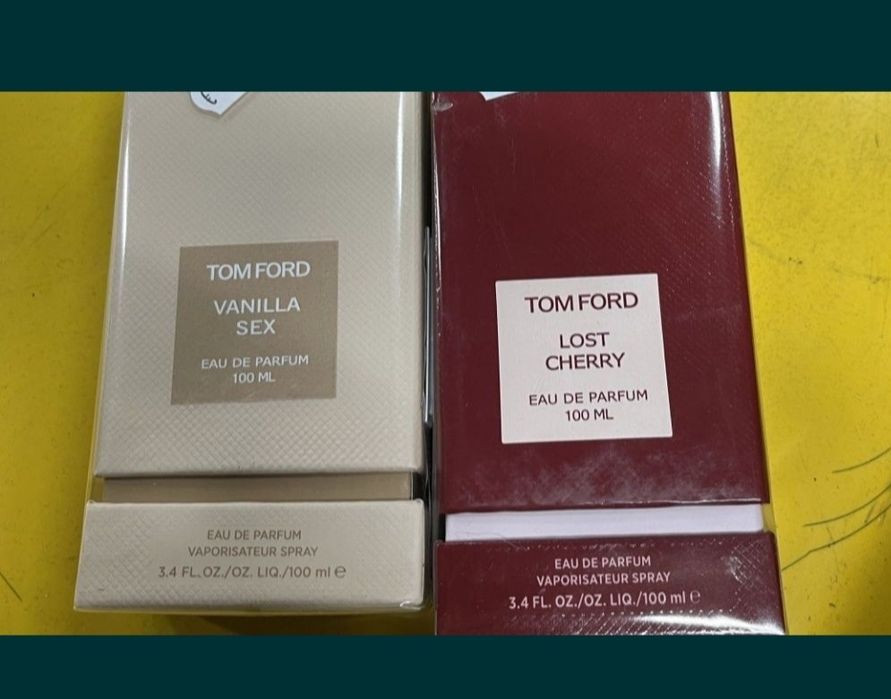 TOM FORD
VANILLA
SEX
EAU DE PARFUM
100 ML
EAU DE PARFUM
VAPORISATEUR SPRAY
3.4 FL.OZ./OZ. LIQ./100 ml ℮
TOM FORD
LOST
CHERRY
EAU DE PARFUM
100 ML
EAU DE PARFUM
VAPORISATEUR SPRAY
3.4 FL. OZ./OZ. LIQ./100 ml ℮